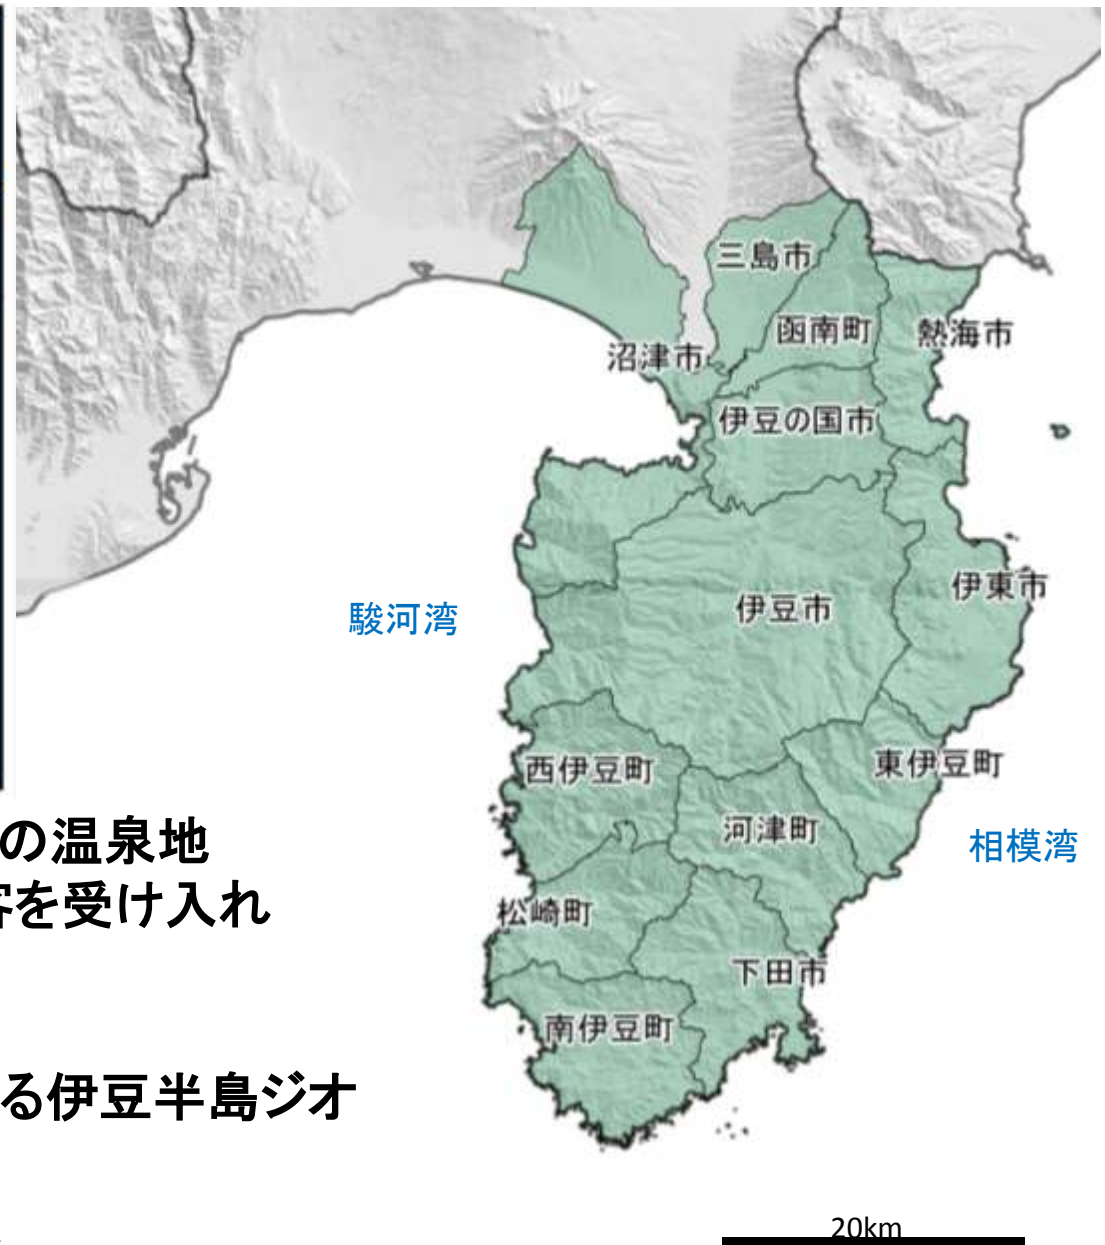 三島市
函南町
熱海市
沼津市
伊豆の国市
伊東市
駿河湾
伊豆市
西伊豆町
東伊豆町
河津町
の温泉地
相模湾
客を受け入れ
松崎町
下田市
南伊豆町
る伊豆半島ジオ
20km